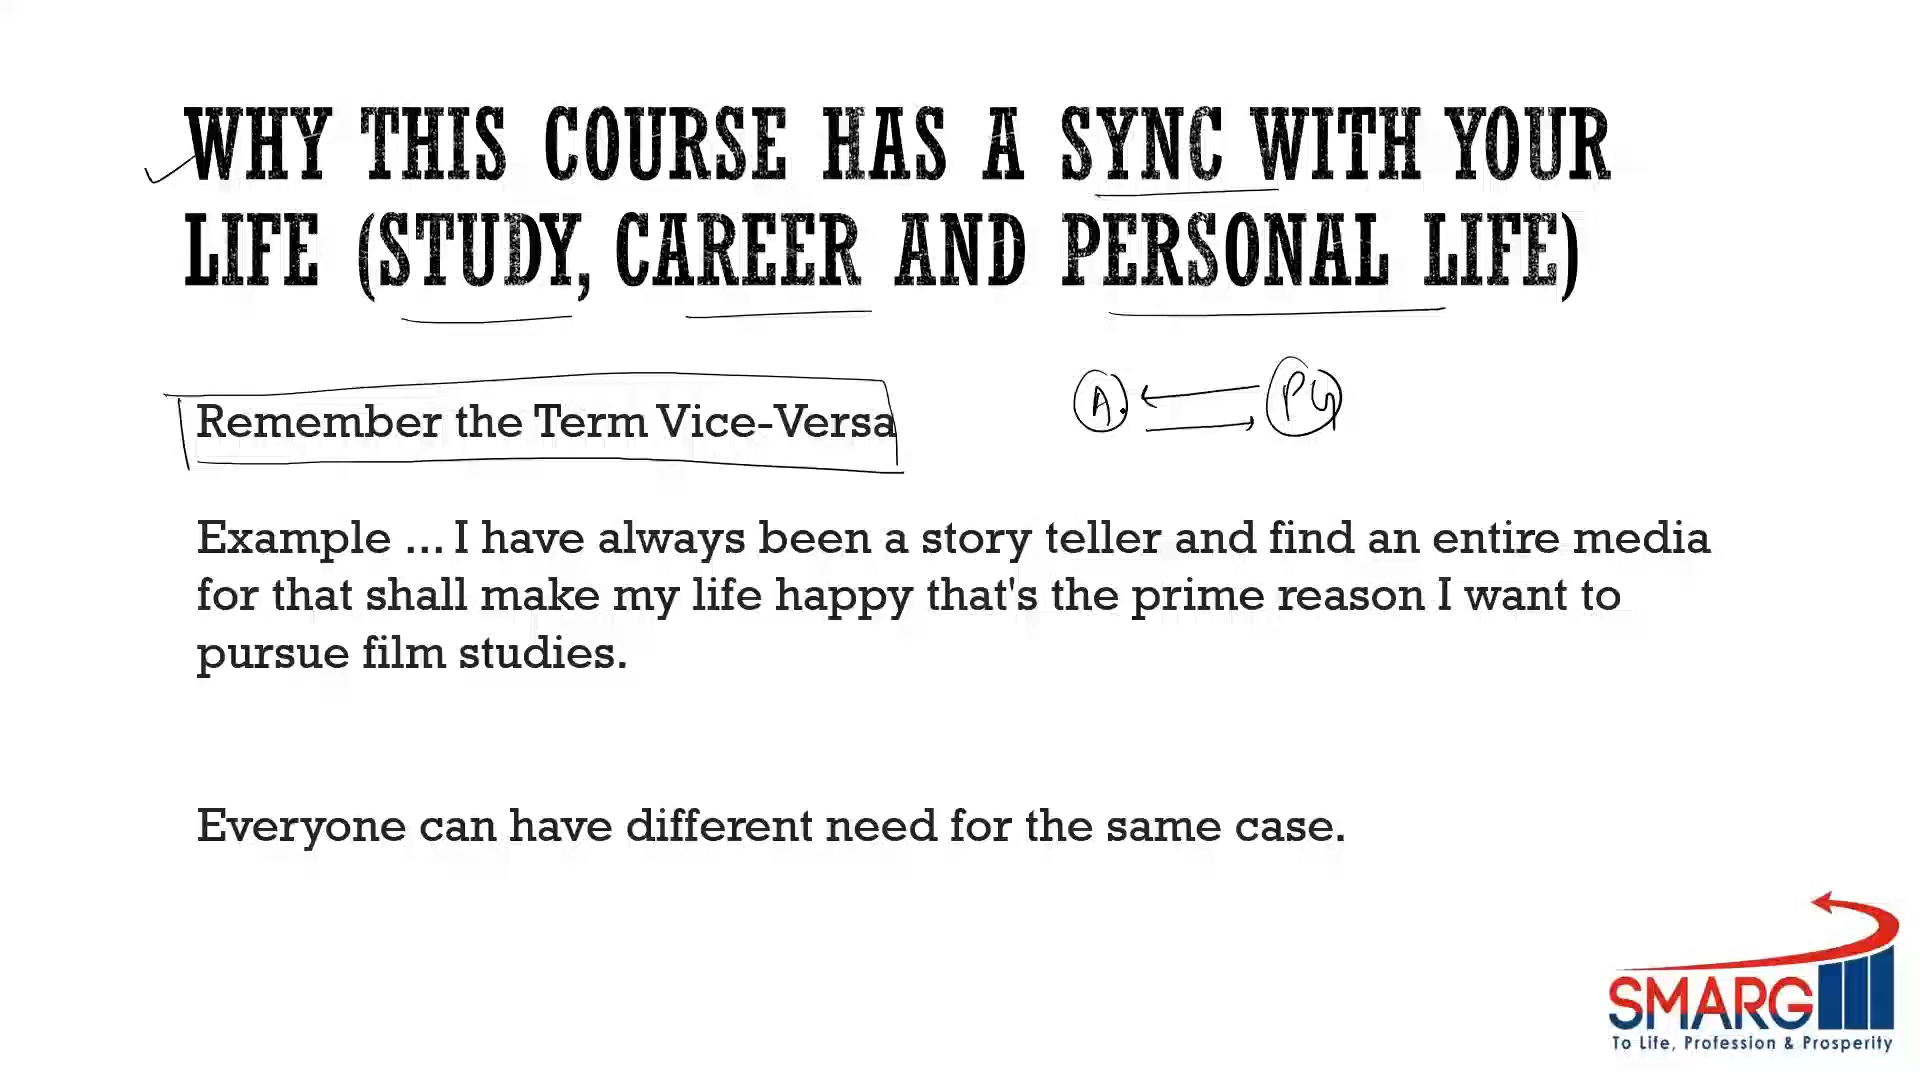 WHY THIS COURSE HAS A SYNC WITH YOUR
LIFE (STUDY, CAREER AND PERSONAL LIFE)
Remember the Term Vice-Versa
A.
Example ... I have always been a story teller and find an entire media
for that shall make my life happy that's the prime reason I want to
pursue film studies.
Everyone can have different need for the same case.
SMARG
To Life, Profession & Prosperity